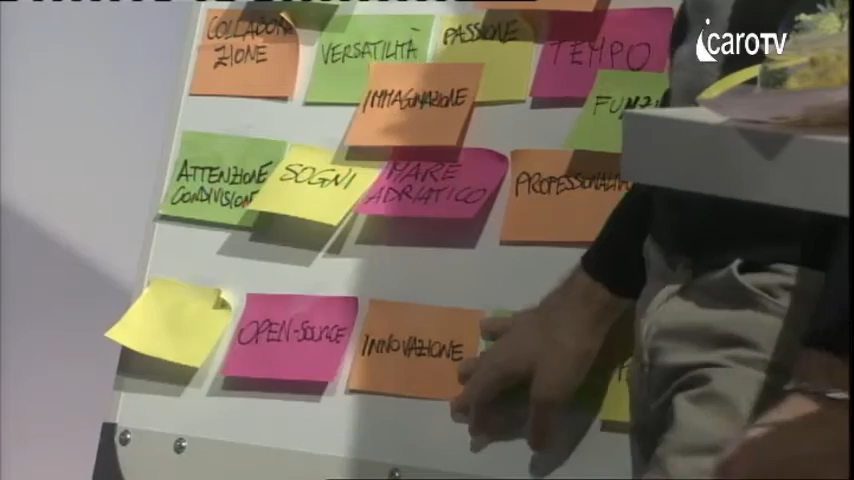 icaroTV
COLLABORA
ZIONE
VERSATILITÀ
PASSIONE
TEMPO
IMMAGINAZIONE
ATTENZIONE
CONDIVISIONE
SOGNI
MARE
ADRIATICO
OPEN-SOURCE
INNOVAZIONE